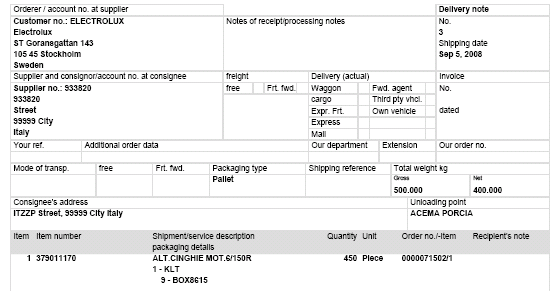 Orderer / account no. at supplier Delivery note
Customer no.: ELECTROLUX Notes of receipt/processing notes No.
Electrolux 3
ST Goransgattan 143 Shipping date
105 45 Stockholm Sep 5, 2008
Sweden
Supplier and consignor/account no. at consignee freight Delivery (actual) Invoice
Supplier no.: 933820 free Frt. fwd. Waggon Fwd. agent No.
933820 cargo Third pty vhcl.
Street Expr. Frt. Own vehicle dated
99999 City Express
Italy Mail
Your ref. Additional order data Our department Extension Our order no.
Mode of transp. free Frt. fwd. Packaging type Shipping reference Total weight kg
Pallet Gross Net
500.000 400.000
Consignee's address Unloading point
ITZZP Street, 99999 City Italy ACEMA PORCIA
Item Item number Shipment/service description Quantity Unit Order no./-item Recipient's note
packaging details
1 379011170 ALT.CINGHIE MOT.6/150R 450 Piece 0000071502/1
1 - KLT
9 - BOX8615